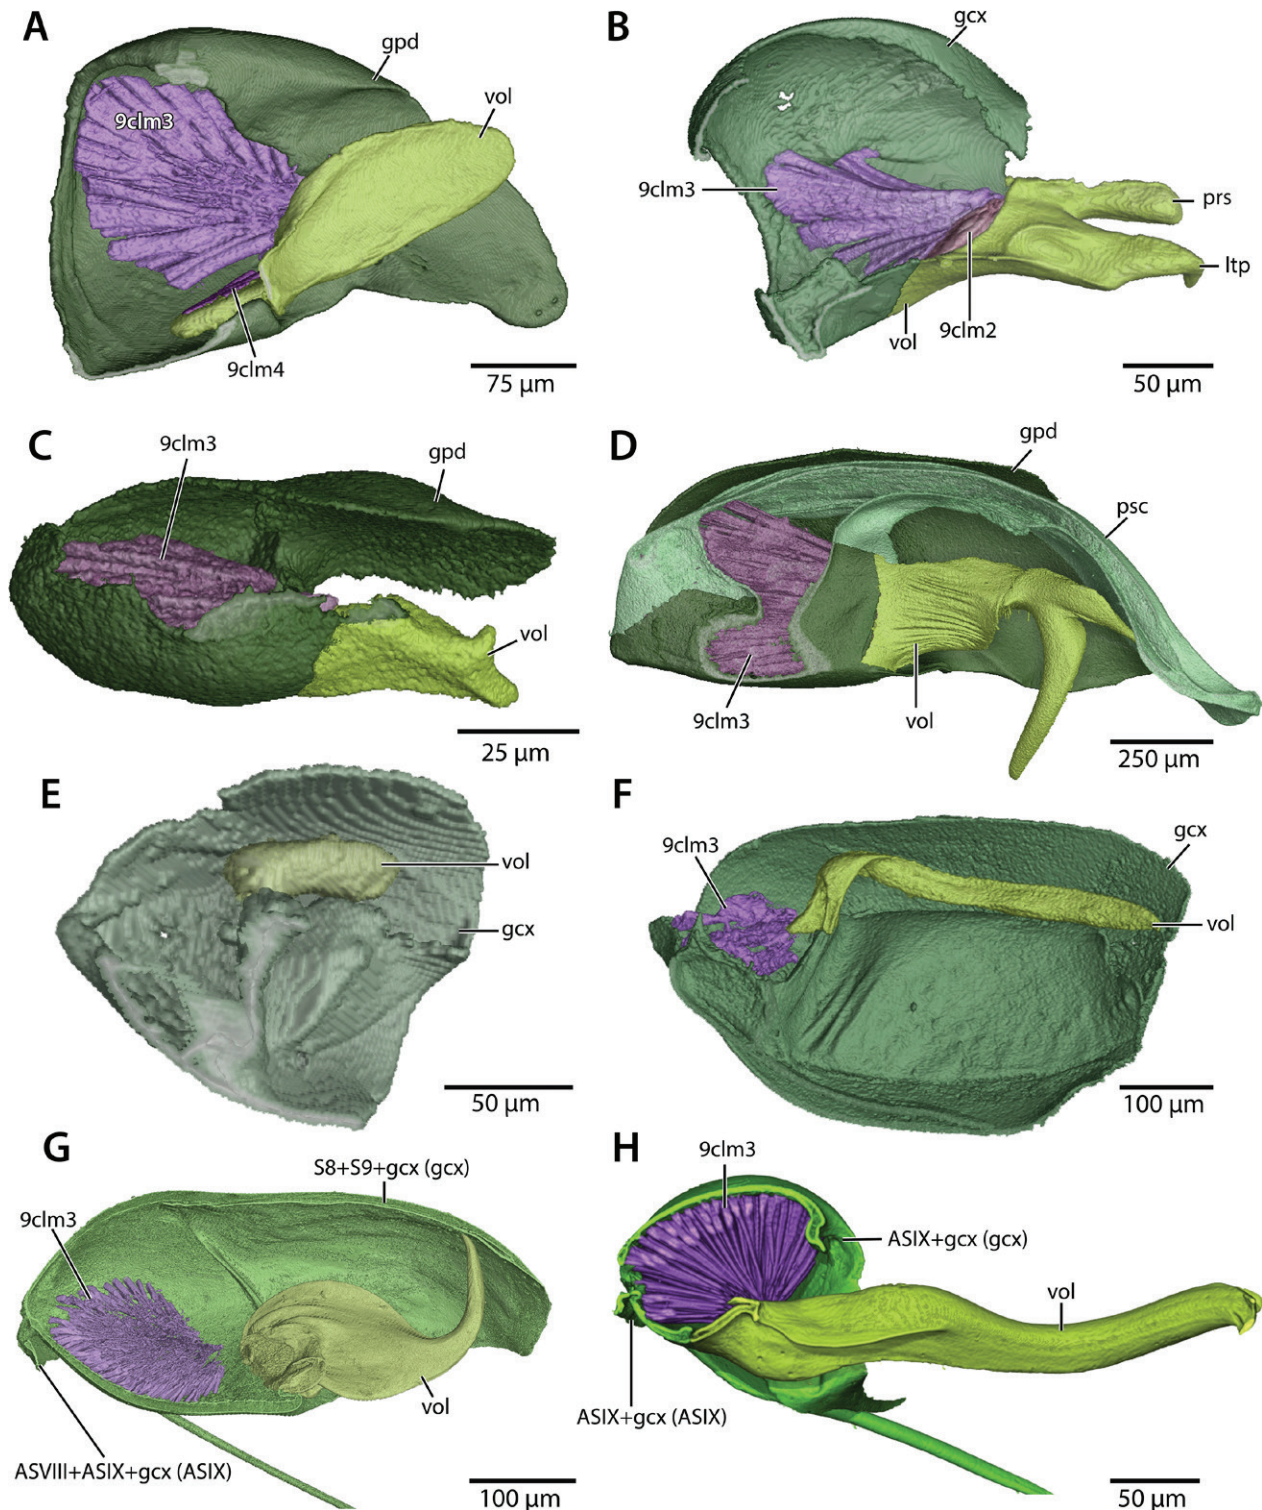 A
gpd
vol
9clm3
9clm4
75 µm
B
gcx
9clm3
prs
ltp
vol
9clm2
50 µm
C
9clm3
gpd
vol
25 µm
D
gpd
psc
9clm3
vol
250 µm
E
vol
gcx
50 µm
F
9clm3
gcx
vol
100 µm
G
S8+S9+gcx (gcx)
9clm3
vol
ASVIII+ASIX+gcx (ASIX)
100 µm
H
9clm3
ASIX+gcx (gcx)
vol
ASIX+gcx (ASIX)
50 µm